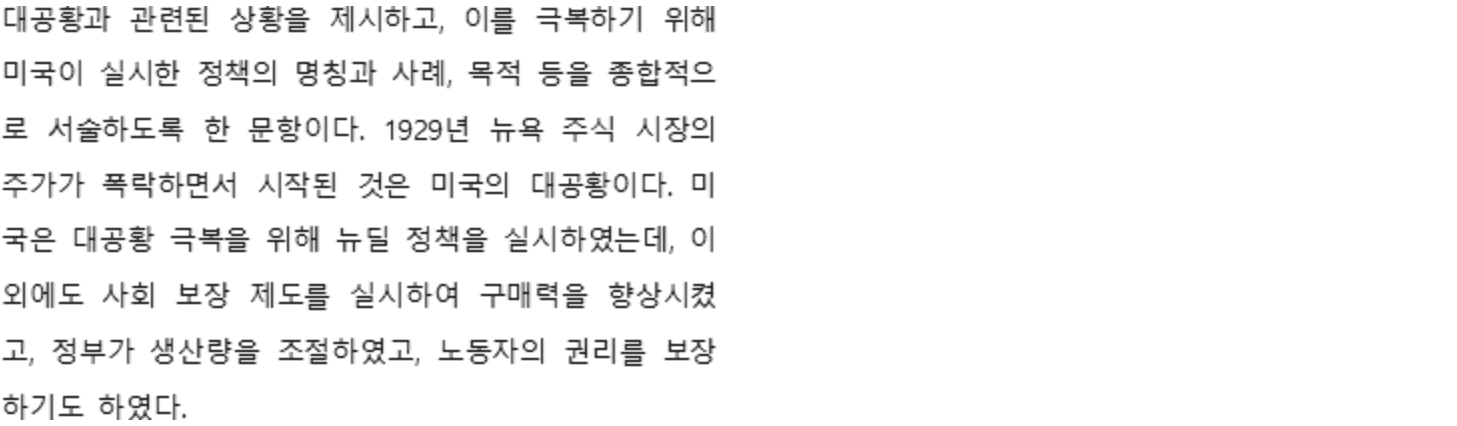 대공황과 관련된 상황을 제시하고, 이를 극복하기 위해
미국이 실시한 정책의 명칭과 사례, 목적 등을 종합적으
로 서술하도록 한 문항이다. 1929년 뉴욕 주식 시장의
주가가 폭락하면서 시작된 것은 미국의 대공황이다. 미
국은 대공황 극복을 위해 뉴딜 정책을 실시하였는데, 이
외에도 사회 보장 제도를 실시하여 구매력을 향상시켰
고, 정부가 생산량을 조절하였고, 노동자의 권리를 보장
하기도 하였다.